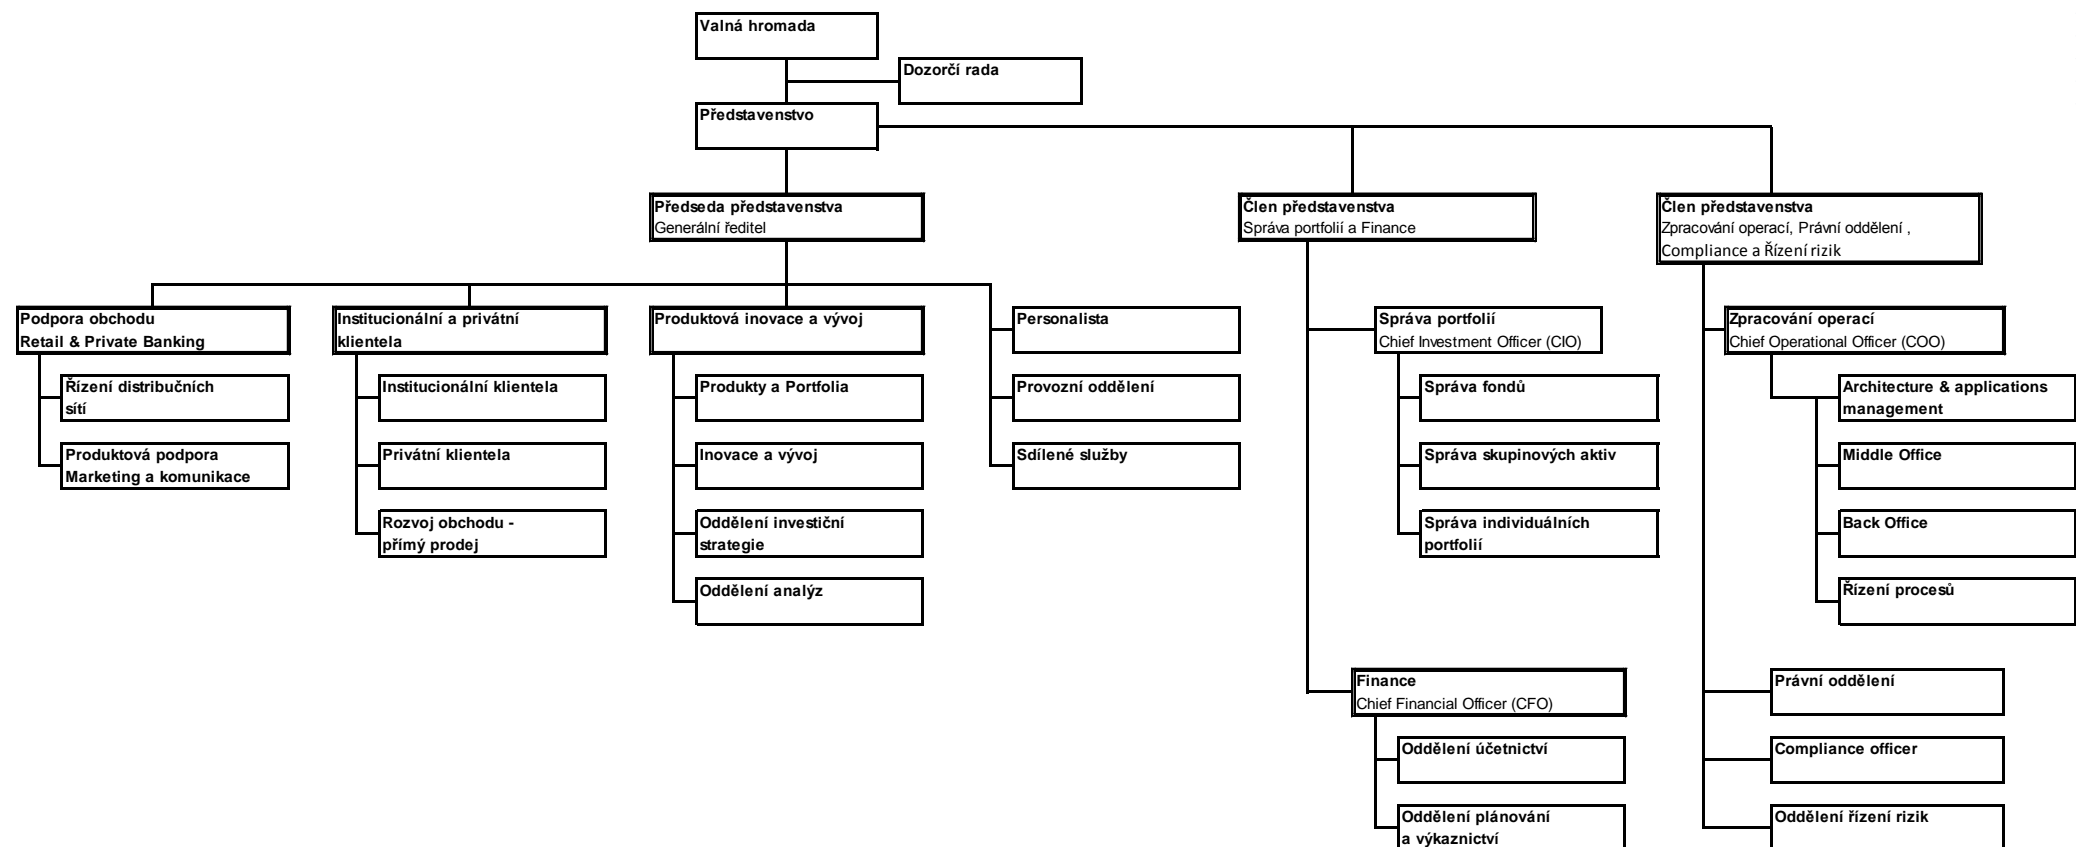 Valná hromada
Dozorčí rada
Představenstvo
Předseda představenstva
Generální ředitel
Člen představenstva
Správa portfolií a Finance
Člen představenstva
Zpracování operací, Právní oddělení ,
Compliance a Řízení rizik
Podpora obchodu
Retail & Private Banking
Řízení distribučních
sítí
Produktová podpora
Marketing a komunikace
Institucionální a privátní
klientela
Institucionální klientela
Privátní klientela
Rozvoj obchodu -
přímý prodej
Produktová inovace a vývoj
Produkty a Portfolia
Inovace a vývoj
Oddělení investiční
strategie
Oddělení analýz
Personalista
Provozní oddělení
Sdílené služby
Správa portfolií
Chief Investment Officer (CIO)
Správa fondů
Správa skupinových aktiv
Správa individuálních
portfolií
Finance
Chief Financial Officer (CFO)
Oddělení účetnictví
Oddělení plánování
a výkaznictví
Zpracování operací
Chief Operational Officer (COO)
Architecture & applications
management
Middle Office
Back Office
Řízení procesů
Právní oddělení
Compliance officer
Oddělení řízení rizik